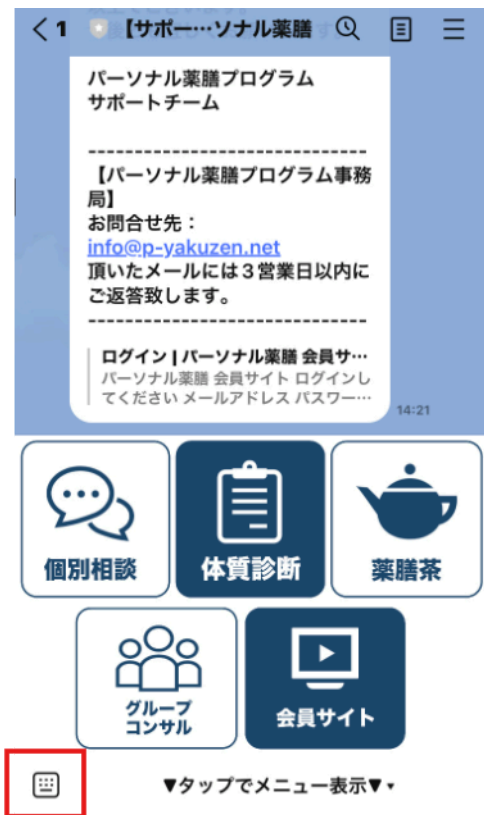 1
【サポ…ソナル薬膳
パーソナル薬膳プログラム
サポートチーム
------------------------------
【パーソナル薬膳プログラム事務
局】
お問合せ先：
info@p-yakuzen.net
頂いたメールには３営業日以内に
ご返答致します。
------------------------------
ログイン | パーソナル薬膳 会員サ…
パーソナル薬膳 会員サイト ログインし
てください メールアドレス パスワー…
14:21
個別相談
体質診断
薬膳茶
グループ
コンサル
会員サイト
▼タップでメニュー表示▼